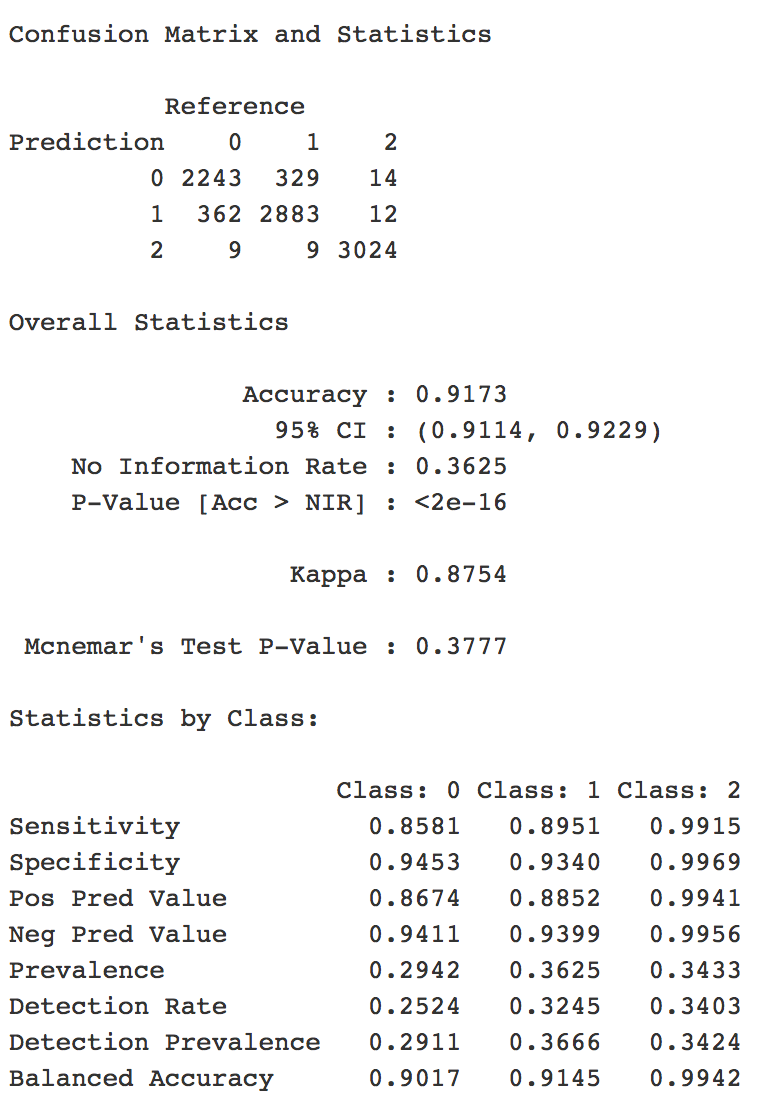 Confusion Matrix and Statistics
Reference
Prediction 0 1 2
0 2243 329 14
1 362 2883 12
2 9 9 3024
Overall Statistics
Accuracy : 0.9173
95% CI : (0.9114, 0.9229)
No Information Rate : 0.3625
P-Value [Acc > NIR] : <2e-16
Kappa : 0.8754
Mcnemar's Test P-Value : 0.3777
Statistics by Class:
Class: 0 Class: 1 Class: 2
Sensitivity 0.8581 0.8951 0.9915
Specificity 0.9453 0.9340 0.9969
Pos Pred Value 0.8674 0.8852 0.9941
Neg Pred Value 0.9411 0.9399 0.9956
Prevalence 0.2942 0.3625 0.3433
Detection Rate 0.2524 0.3245 0.3403
Detection Prevalence 0.2911 0.3666 0.3424
Balanced Accuracy 0.9017 0.9145 0.9942